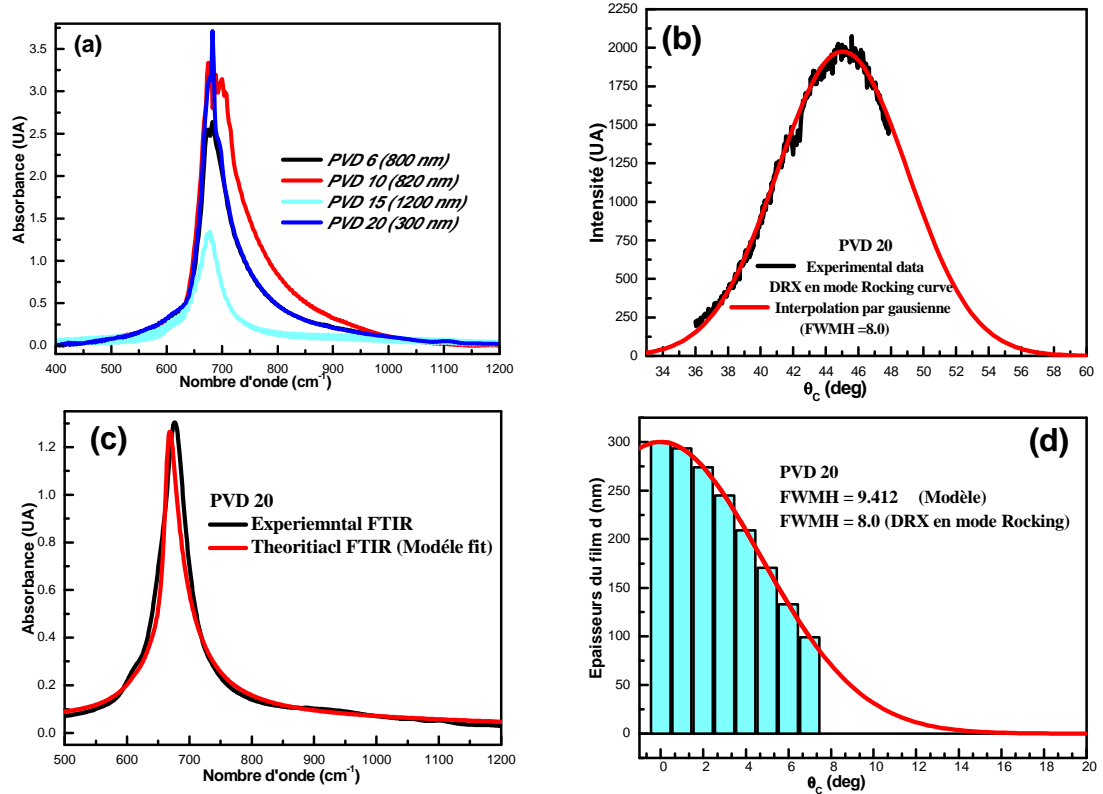 (a)
3.5
3.0
2.5
2.0
1.5
1.0
0.5
0.0
Absorbance (UA)
PVD 6 (800 nm)
PVD 10 (820 nm)
PVD 15 (1200 nm)
PVD 20 (300 nm)
400 500 600 700 800 900 1000 1100 1200
Nombre d'onde (cm-1)
(b)
2250
2000
1750
1500
1250
1000
750
500
250
0
Intensité (UA)
PVD 20
Experimental data
DRX en mode Rocking curve
Interpolation par gausienne
(FWMH =8.0)
34 36 38 40 42 44 46 48 50 52 54 56 58 60
θC (deg)
(c)
1.2
1.0
0.8
0.6
0.4
0.2
0.0
Absorbance (UA)
PVD 20
Experiemntal FTIR
Theoritiacl FTIR (Modéle fit)
500 600 700 800 900 1000 1100 1200
Nombre d'onde (cm-1)
(d)
300
250
200
150
100
50
0
Epaisseurs du film d (nm)
PVD 20
FWMH = 9.412 (Modèle)
FWMH = 8.0 (DRX en mode Rocking)
0 2 4 6 8 10 12 14 16 18 20
θC (deg)